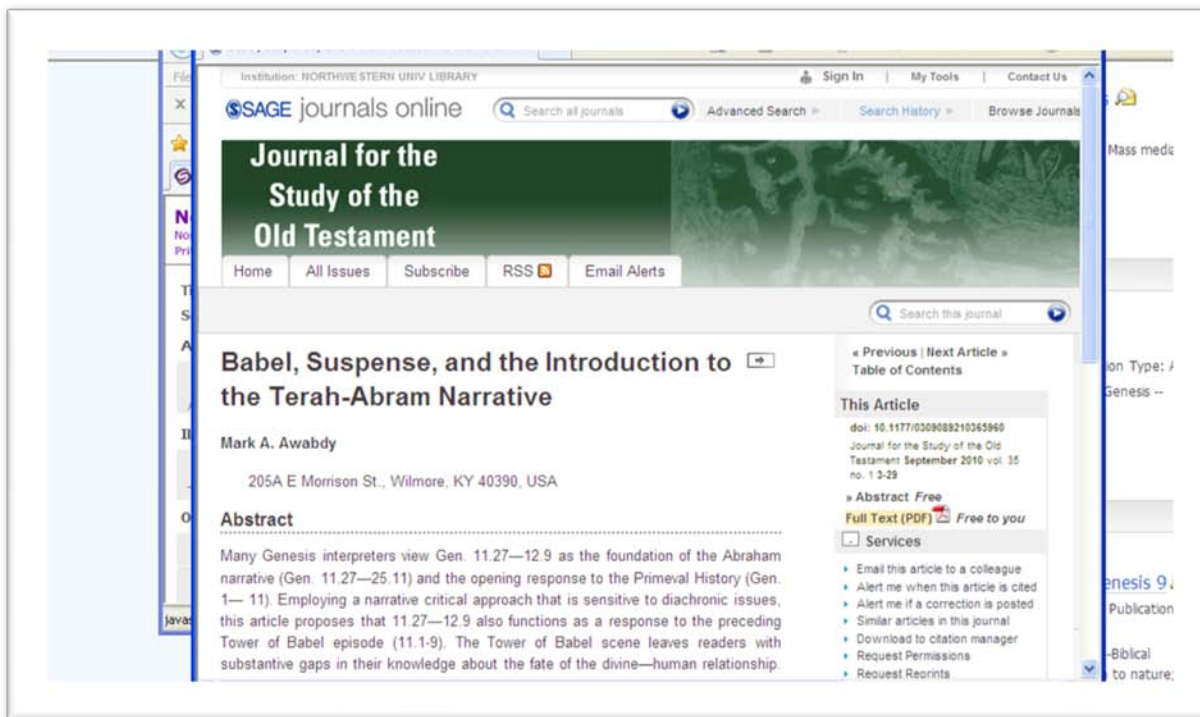 File
Institution: NORTHWESTERN UNIV LIBRARY
Sign In | My Tools | Contact Us
SAGE journals online
Search all journals
Advanced Search
Search History
Browse Journals
Journal for the
Study of the
Old Testament
Home
All Issues
Subscribe
RSS
Email Alerts
Search this journal
Babel, Suspense, and the Introduction to
the Terah-Abram Narrative
Mark A. Awabdy
205A E Morrison St., Wilmore, KY 40390, USA
Abstract
Many Genesis interpreters view Gen. 11.27—12.9 as the foundation of the Abraham
narrative (Gen. 11.27—25.11) and the opening response to the Primeval History (Gen.
1— 11). Employing a narrative critical approach that is sensitive to diachronic issues,
this article proposes that 11.27—12.9 also functions as a response to the preceding
Tower of Babel episode (11.1-9). The Tower of Babel scene leaves readers with
substantive gaps in their knowledge about the fate of the divine—human relationship.
« Previous | Next Article »
Table of Contents
This Article
doi: 10.1177/0309089210365960
Journal for the Study of the Old
Testament September 2010 vol. 35
no. 1 3-29
» Abstract Free
Full Text (PDF) Free to you
Services
Email this article to a colleague
Alert me when this article is cited
Alert me if a correction is posted
Similar articles in this journal
Download to citation manager
Request Permissions
Request Reprints
Mass media
ion Type: A
Genesis --
enesis 9
Publication
-Biblical
to nature;
javas